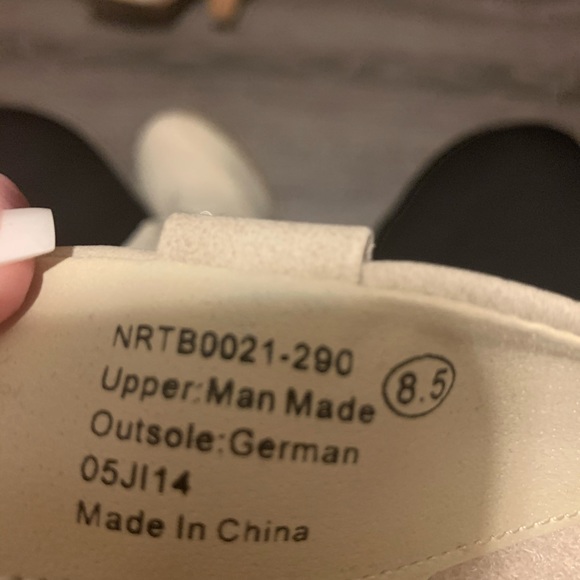 NRTB0021-290
8.5
Upper:Man Made
Outsole:German
05JI14
Made In China